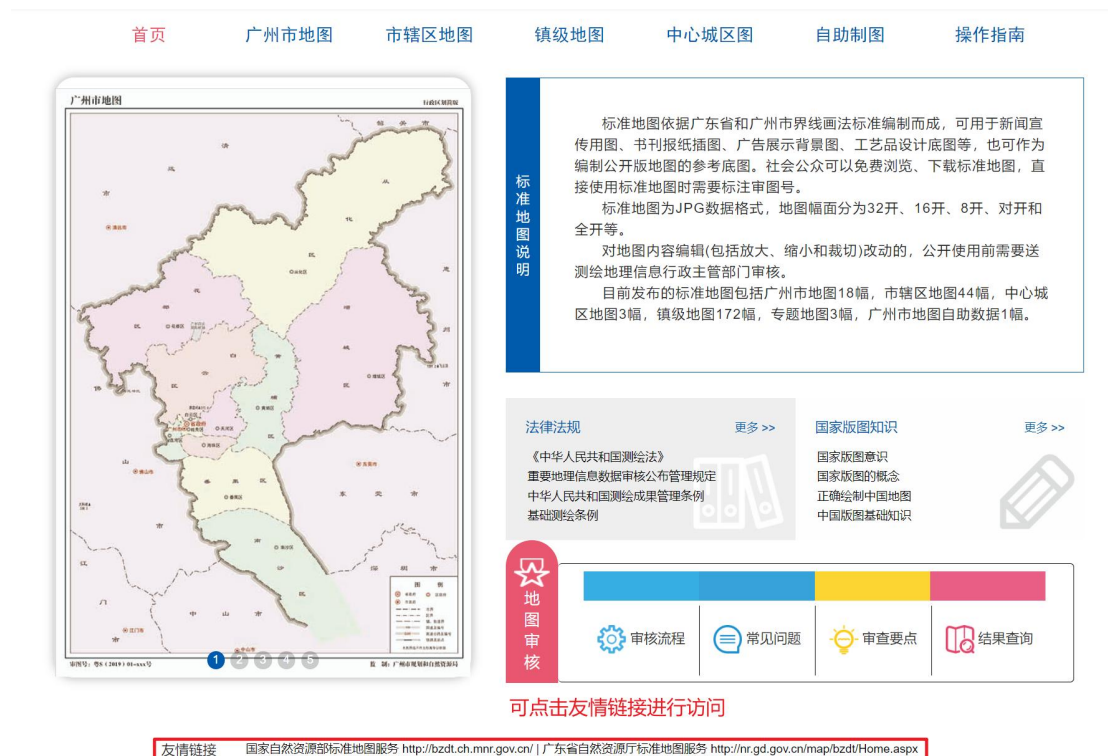 首页 广州市地图 市辖区地图 镇级地图 中心城区图 自助制图 操作指南
广州市地图
标准地图说明
标准地图依据广东省和广州市界线画法标准编制而成，可用于新闻宣
传用图、书刊报纸插图、广告展示背景图、工艺品设计底图等，也可作为
编制公开版地图的参考底图。社会公众可以免费浏览、下载标准地图，直
接使用标准地图时需要标注审图号。
标准地图为JPG数据格式，地图幅面分为32开、16开、8开、对开和
全开等。
对地图内容编辑(包括放大、缩小和裁切)改动的，公开使用前需要送
测绘地理信息行政主管部门审核。
目前发布的标准地图包括广州市地图18幅，市辖区地图44幅，中心城
区地图3幅，镇级地图172幅，专题地图3幅，广州市地图自助数据1幅。
法律法规 更多 >>
《中华人民共和国测绘法》
重要地理信息数据审核公布管理规定
中华人民共和国测绘成果管理条例
基础测绘条例
国家版图知识 更多 >>
国家版图意识
国家版图的概念
正确绘制中国地图
中国版图基础知识
地图审核
审核流程 常见问题 审查要点 结果查询
审图号：粤S（2019）01-xxx号
监 制：广州市规划和自然资源局
1 2 3 4 5
可点击友情链接进行访问
友情链接 国家自然资源部标准地图服务 http://bzdt.ch.mnr.gov.cn/ | 广东省自然资源厅标准地图服务 http://nr.gd.gov.cn/map/bzdt/Home.aspx